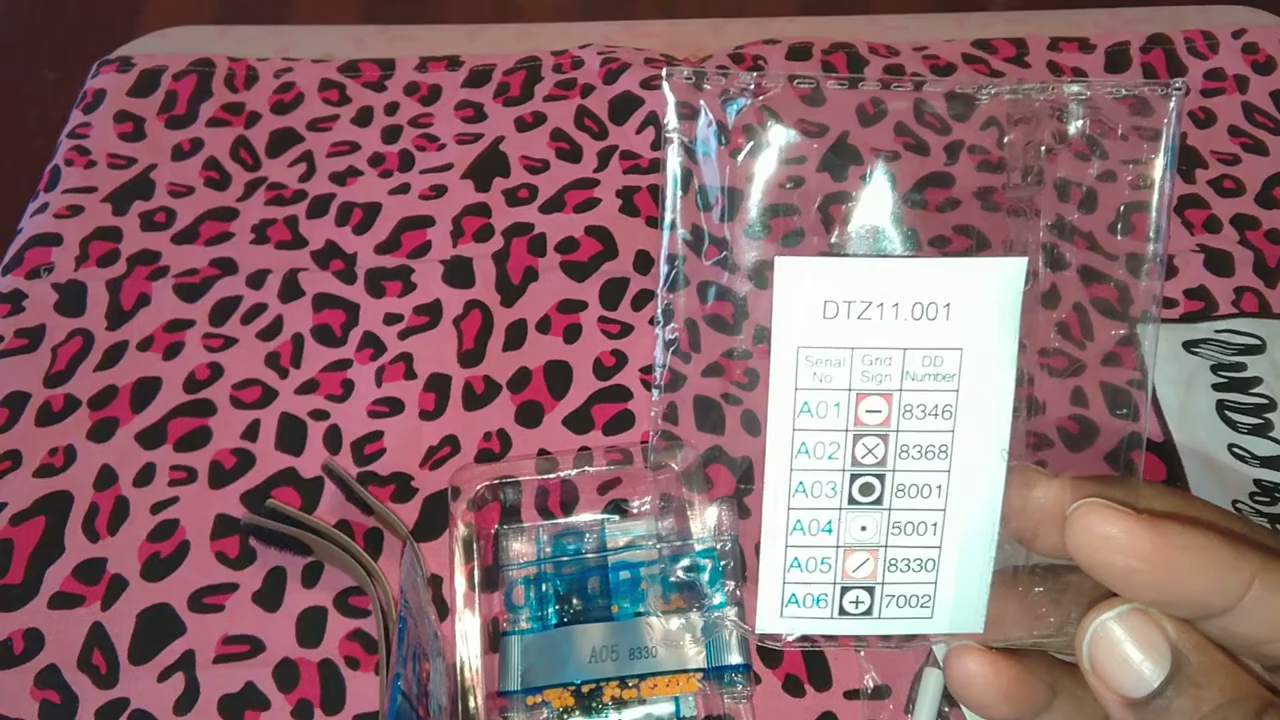 DTZ11.001
Serial No Grid Sign DD Number
A01 8346
A02 8368
A03 8001
A04 5001
A05 8330
A06 7002
A05 8330